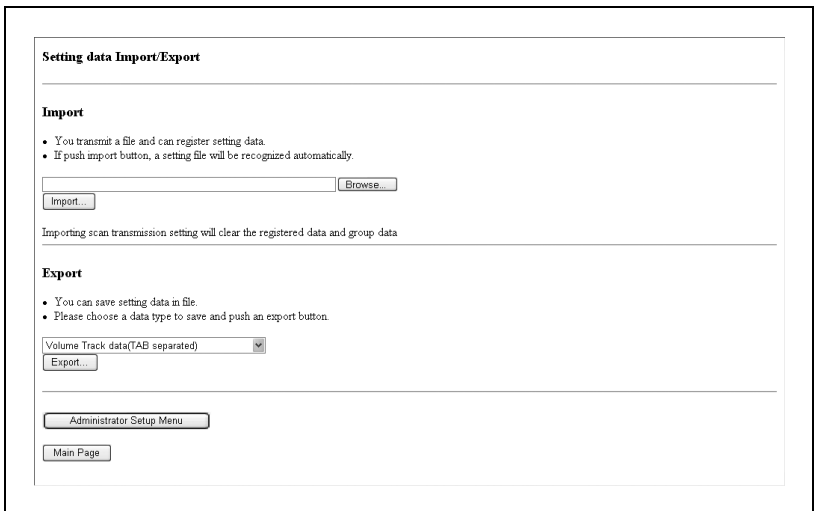 Setting data Import/Export
Import
• You transmit a file and can register setting data.
• If push import button, a setting file will be recognized automatically.
Browse...
Import...
Importing scan transmission setting will clear the registered data and group data
Export
• You can save setting data in file.
• Please choose a data type to save and push an export button.
Volume Track data(TAB separated)
Export...
Administrator Setup Menu
Main Page